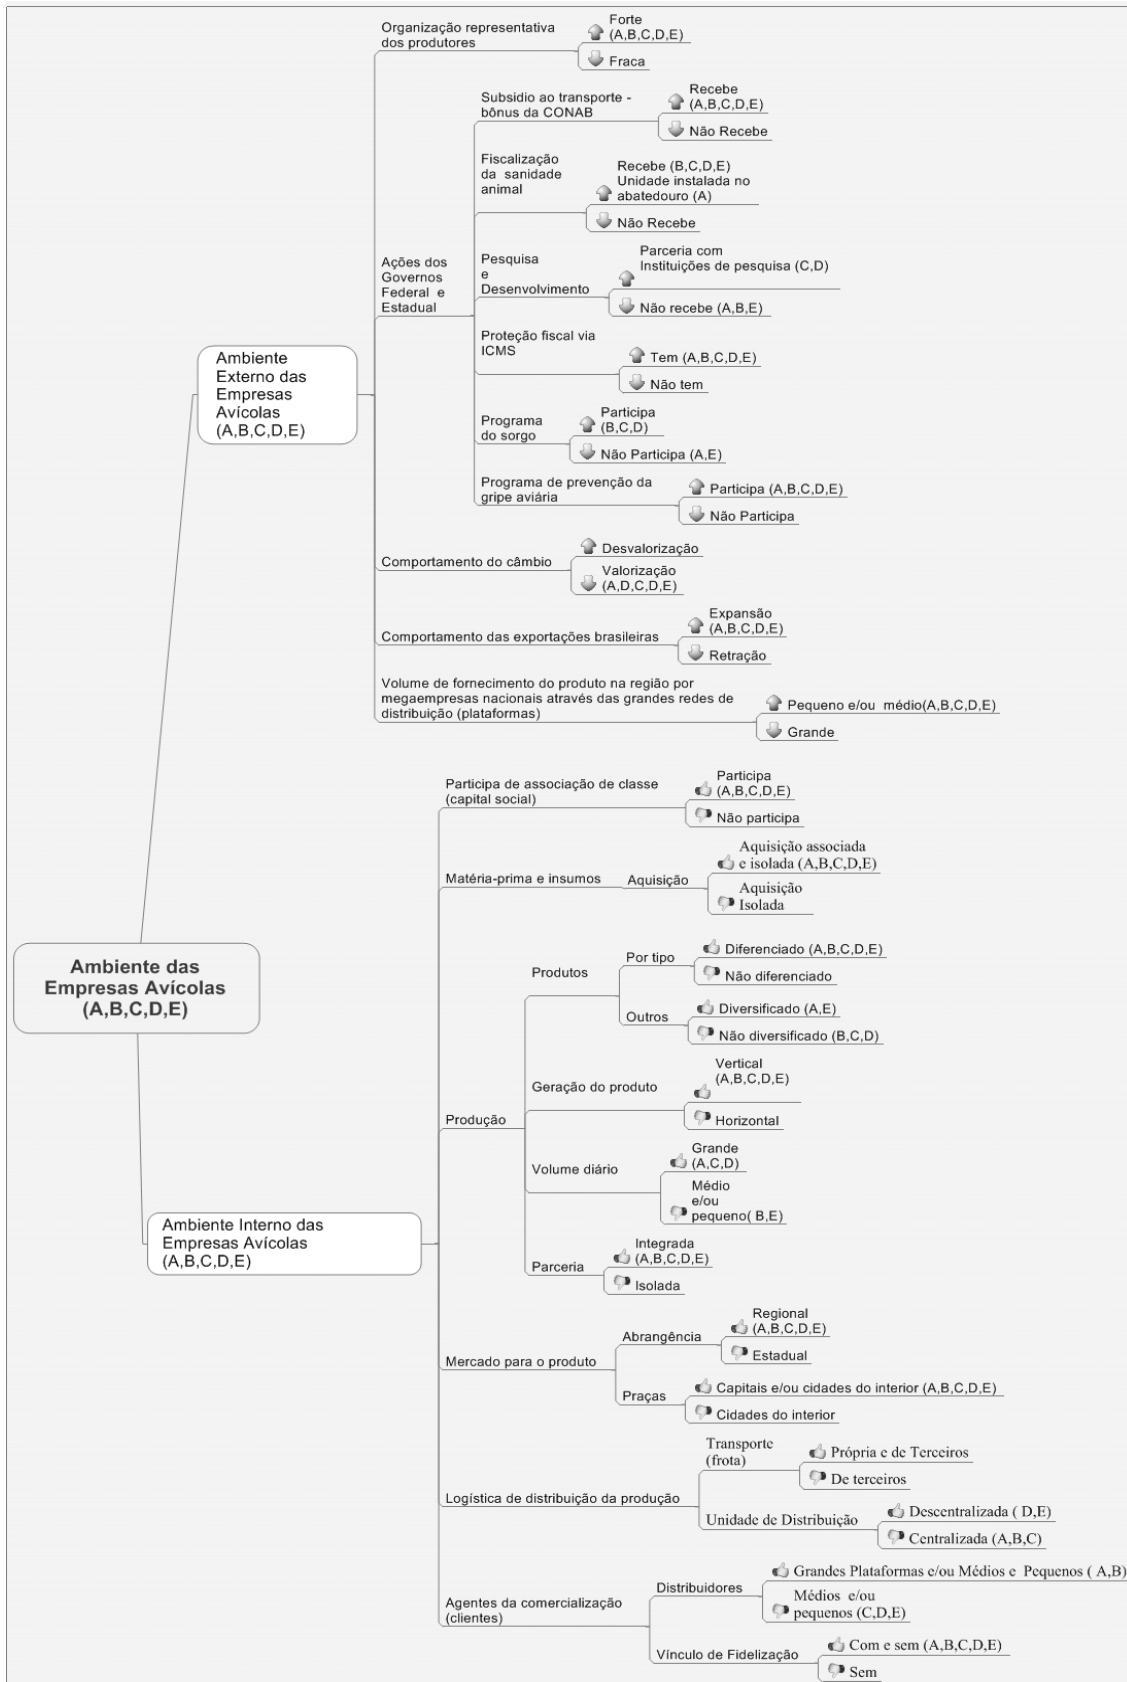 Organização representativa
dos produtores
Forte
(A,B,C,D,E)
Fraca
Subsidio ao transporte -
bônus da CONAB
Recebe
(A,B,C,D,E)
Não Recebe
Fiscalização
da sanidade
animal
Recebe (B,C,D,E)
Unidade instalada no
abatedouro (A)
Não Recebe
Ações dos
Governos
Federal e
Estadual
Pesquisa
e
Desenvolvimento
Parceria com
Instituições de pesquisa (C,D)
Não recebe (A,B,E)
Proteção fiscal via
ICMS
Tem (A,B,C,D,E)
Não tem
Ambiente
Externo das
Empresas
Avícolas
(A,B,C,D,E)
Programa
do sorgo
Participa
(B,C,D)
Não Participa (A,E)
Programa de prevenção da
gripe aviária
Participa (A,B,C,D,E)
Não Participa
Comportamento do câmbio
Desvalorização
Valorização
(A,D,C,D,E)
Comportamento das exportações brasileiras
Expansão
(A,B,C,D,E)
Retração
Volume de fornecimento do produto na região por
megaempresas nacionais através das grandes redes de
distribuição (plataformas)
Pequeno e/ou médio(A,B,C,D,E)
Grande
Participa de associação de classe
(capital social)
Participa
(A,B,C,D,E)
Não participa
Matéria-prima e insumos
Aquisição
Aquisição associada
e isolada (A,B,C,D,E)
Aquisição
Isolada
Ambiente das
Empresas Avícolas
(A,B,C,D,E)
Produtos
Por tipo
Diferenciado (A,B,C,D,E)
Não diferenciado
Outros
Diversificado (A,E)
Não diversificado (B,C,D)
Geração do produto
Vertical
(A,B,C,D,E)
Horizontal
Produção
Volume diário
Grande
(A,C,D)
Médio
e/ou
pequeno( B,E)
Ambiente Interno das
Empresas Avícolas
(A,B,C,D,E)
Parceria
Integrada
(A,B,C,D,E)
Isolada
Mercado para o produto
Abrangência
Regional
(A,B,C,D,E)
Estadual
Praças
Capitais e/ou cidades do interior (A,B,C,D,E)
Cidades do interior
Logística de distribuição da produção
Transporte
(frota)
Própria e de Terceiros
De terceiros
Unidade de Distribuição
Descentralizada ( D,E)
Centralizada (A,B,C)
Agentes da comercialização
(clientes)
Distribuidores
Grandes Plataformas e/ou Médios e Pequenos ( A,B)
Médios e/ou
pequenos (C,D,E)
Vínculo de Fidelização
Com e sem (A,B,C,D,E)
Sem